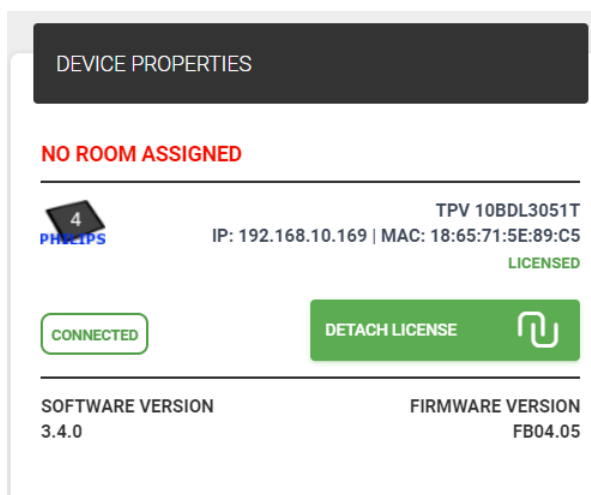 DEVICE PROPERTIES
NO ROOM ASSIGNED
4
PHILIPS
TPV 10BDL3051T
IP: 192.168.10.169 | MAC: 18:65:71:5E:89:C5
LICENSED
CONNECTED
DETACH LICENSE
SOFTWARE VERSION
3.4.0
FIRMWARE VERSION
FB04.05